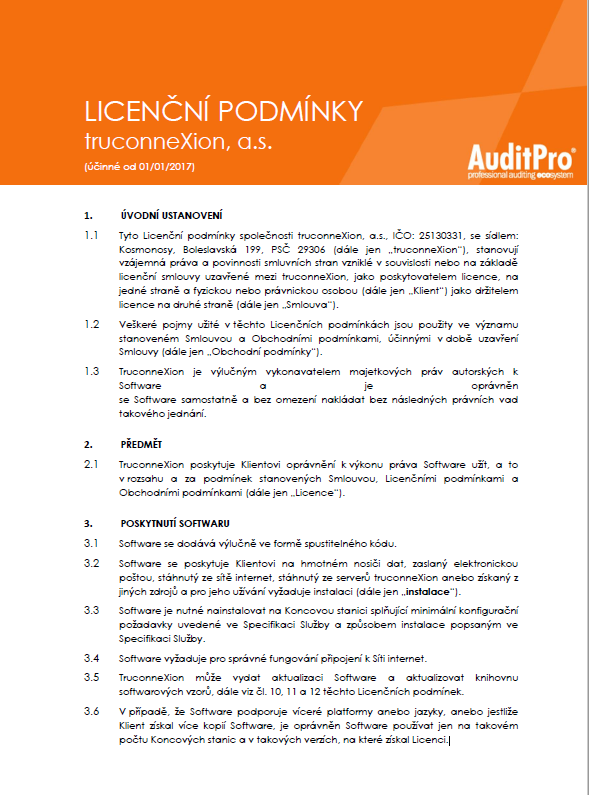 LICENČNÍ PODMÍNKY
truconneXion, a.s.
(účinné od 01/01/2017)
AuditPro®
professional auditing ecosystem
1. ÚVODNÍ USTANOVENÍ
1.1 Tyto Licenční podmínky společnosti truconneXion, a.s., IČO: 25130331, se sídlem:
Kosmonosy, Boleslavská 199, PSČ 29306 (dále jen „truconneXion“), stanovují
vzájemná práva a povinnosti smluvních stran vzniklé v souvislosti nebo na základě
licenční smlouvy uzavřené mezi truconneXion, jako poskytovatelem licence, na
jedné straně a fyzickou nebo právnickou osobou (dále jen „Klient“) jako držitelem
licence na druhé straně (dále jen „Smlouva“).
1.2 Veškeré pojmy užité v těchto Licenčních podmínkách jsou použity ve významu
stanoveném Smlouvou a Obchodními podmínkami, účinnými v době uzavření
Smlouvy (dále jen „Obchodní podmínky“).
1.3 TruconneXion je výlučným vykonavatelem majetkových práv autorských k
Software a je oprávněn
se Software samostatně a bez omezení nakládat bez následných právních vad
takového jednání.
2. PŘEDMĚT
2.1 TruconneXion poskytuje Klientovi oprávnění k výkonu práva Software užít, a to
v rozsahu a za podmínek stanovených Smlouvou, Licenčními podmínkami a
Obchodními podmínkami (dále jen „Licence“).
3. POSKYTNUTÍ SOFTWARU
3.1 Software se dodává výlučně ve formě spustitelného kódu.
3.2 Software se poskytuje Klientovi na hmotném nosiči dat, zaslaný elektronickou
poštou, stáhnutý ze sítě internet, stáhnutý ze serverů truconneXion anebo získaný z
jiných zdrojů a pro jeho užívání vyžaduje instalaci (dále jen „instalace“).
3.3 Software je nutné nainstalovat na Koncovou stanici splňující minimální konfigurační
požadavky uvedené ve Specifikaci Služby a způsobem instalace popsaným ve
Specifikaci Služby.
3.4 Software vyžaduje pro správné fungování připojení k Síti internet.
3.5 TruconneXion může vydat aktualizaci Software a aktualizovat knihovnu
softwarových vzorů, dále viz čl. 10, 11 a 12 těchto Licenčních podmínek.
3.6 V případě, že Software podporuje víceré platformy anebo jazyky, anebo jestliže
Klient získal více kopií Software, je oprávněn Software používat jen na takovém
počtu Koncových stanic a v takových verzích, na které získal Licenci.